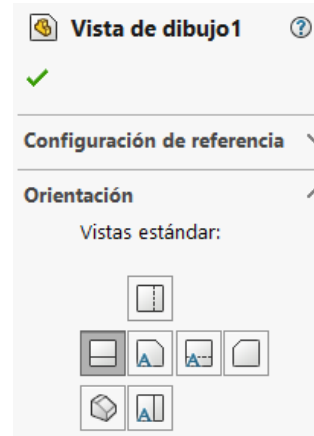 Vista de dibujo1
Configuración de referencia
Orientación
Vistas estándar:
A A
A